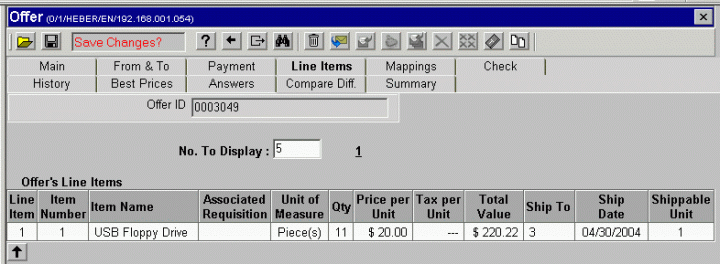 Offer (0/1/HEBER/EN/192.168.001.054)
Save Changes?
Main From & To Payment Line Items Mappings Check
History Best Prices Answers Compare Diff. Summary
Offer ID 0003049
No. To Display : 5 1
Offer's Line Items
Line Item Item Number Item Name Associated Requisition Unit of Measure Qty Price per Unit Tax per Unit Total Value Ship To Ship Date Shippable Unit
1 1 USB Floppy Drive Piece(s) 11 $ 20.00 --- $ 220.22 3 04/30/2004 1